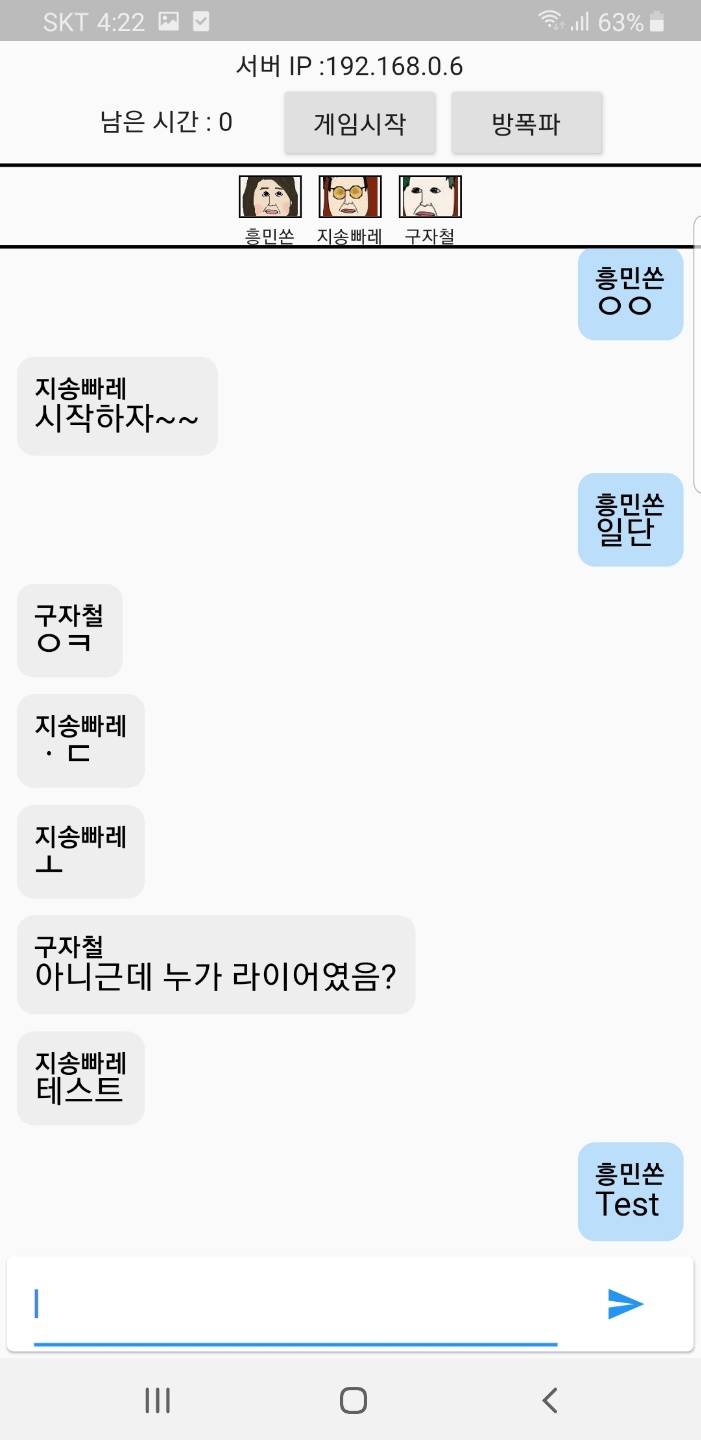 SKT 4:22
63%
서버 IP :192.168.0.6
남은 시간 : 0
게임시작
방폭파
흥민쏜
지송빠레
구자철
흥민쏜
ㅇㅇ
지송빠레
시작하자~~
흥민쏜
일단
구자철
ㅇㅋ
지송빠레
ㆍㄷ
지송빠레
ㅗ
구자철
아니근데 누가 라이어였음?
지송빠레
테스트
흥민쏜
Test